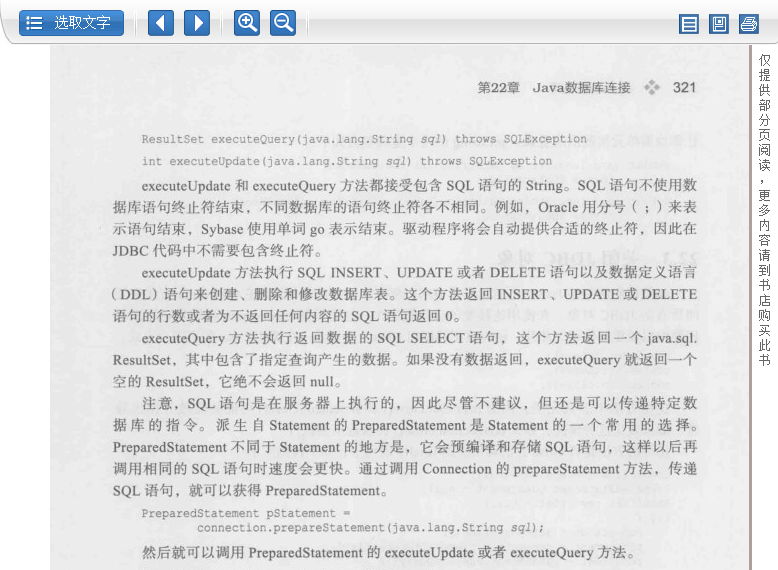 选取文字
第22章 Java数据库连接 321
ResultSet executeQuery(java.lang.String sql) throws SQLException
int executeUpdate(java.lang.String sql) throws SQLException
executeUpdate 和 executeQuery 方法都接受包含 SQL 语句的 String。SQL 语句不使用数
据库语句终止符结束，不同数据库的语句终止符各不相同。例如，Oracle 用分号（；）来表
示语句结束，Sybase 使用单词 go 表示结束。驱动程序将会自动提供合适的终止符，因此在
JDBC 代码中不需要包含终止符。
executeUpdate 方法执行 SQL INSERT、UPDATE 或者 DELETE 语句以及数据定义语言
（DDL）语句来创建、删除和修改数据库表。这个方法返回 INSERT、UPDATE 或 DELETE
语句的行数或者为不返回任何内容的 SQL 语句返回 0。
executeQuery 方法执行返回数据的 SQL SELECT 语句，这个方法返回一个 java.sql.
ResultSet，其中包含了指定查询产生的数据。如果没有数据返回，executeQuery 就返回一个
空的 ResultSet，它绝不会返回 null。
注意，SQL 语句是在服务器上执行的，因此尽管不建议，但还是可以传递特定数
据库的指令。派生自 Statement 的 PreparedStatement 是 Statement 的一个常用的选择。
PreparedStatement 不同于 Statement 的地方是，它会预编译和存储 SQL 语句，这样以后再
调用相同的 SQL 语句时速度会更快。通过调用 Connection 的 prepareStatement 方法，传递
SQL 语句，就可以获得 PreparedStatement。
PreparedStatement pStatement =
connection.prepareStatement(java.lang.String sql);
然后就可以调用 PreparedStatement 的 executeUpdate 或者 executeQuery 方法。
仅提供部分页阅读，更多内容请到书店购买此书